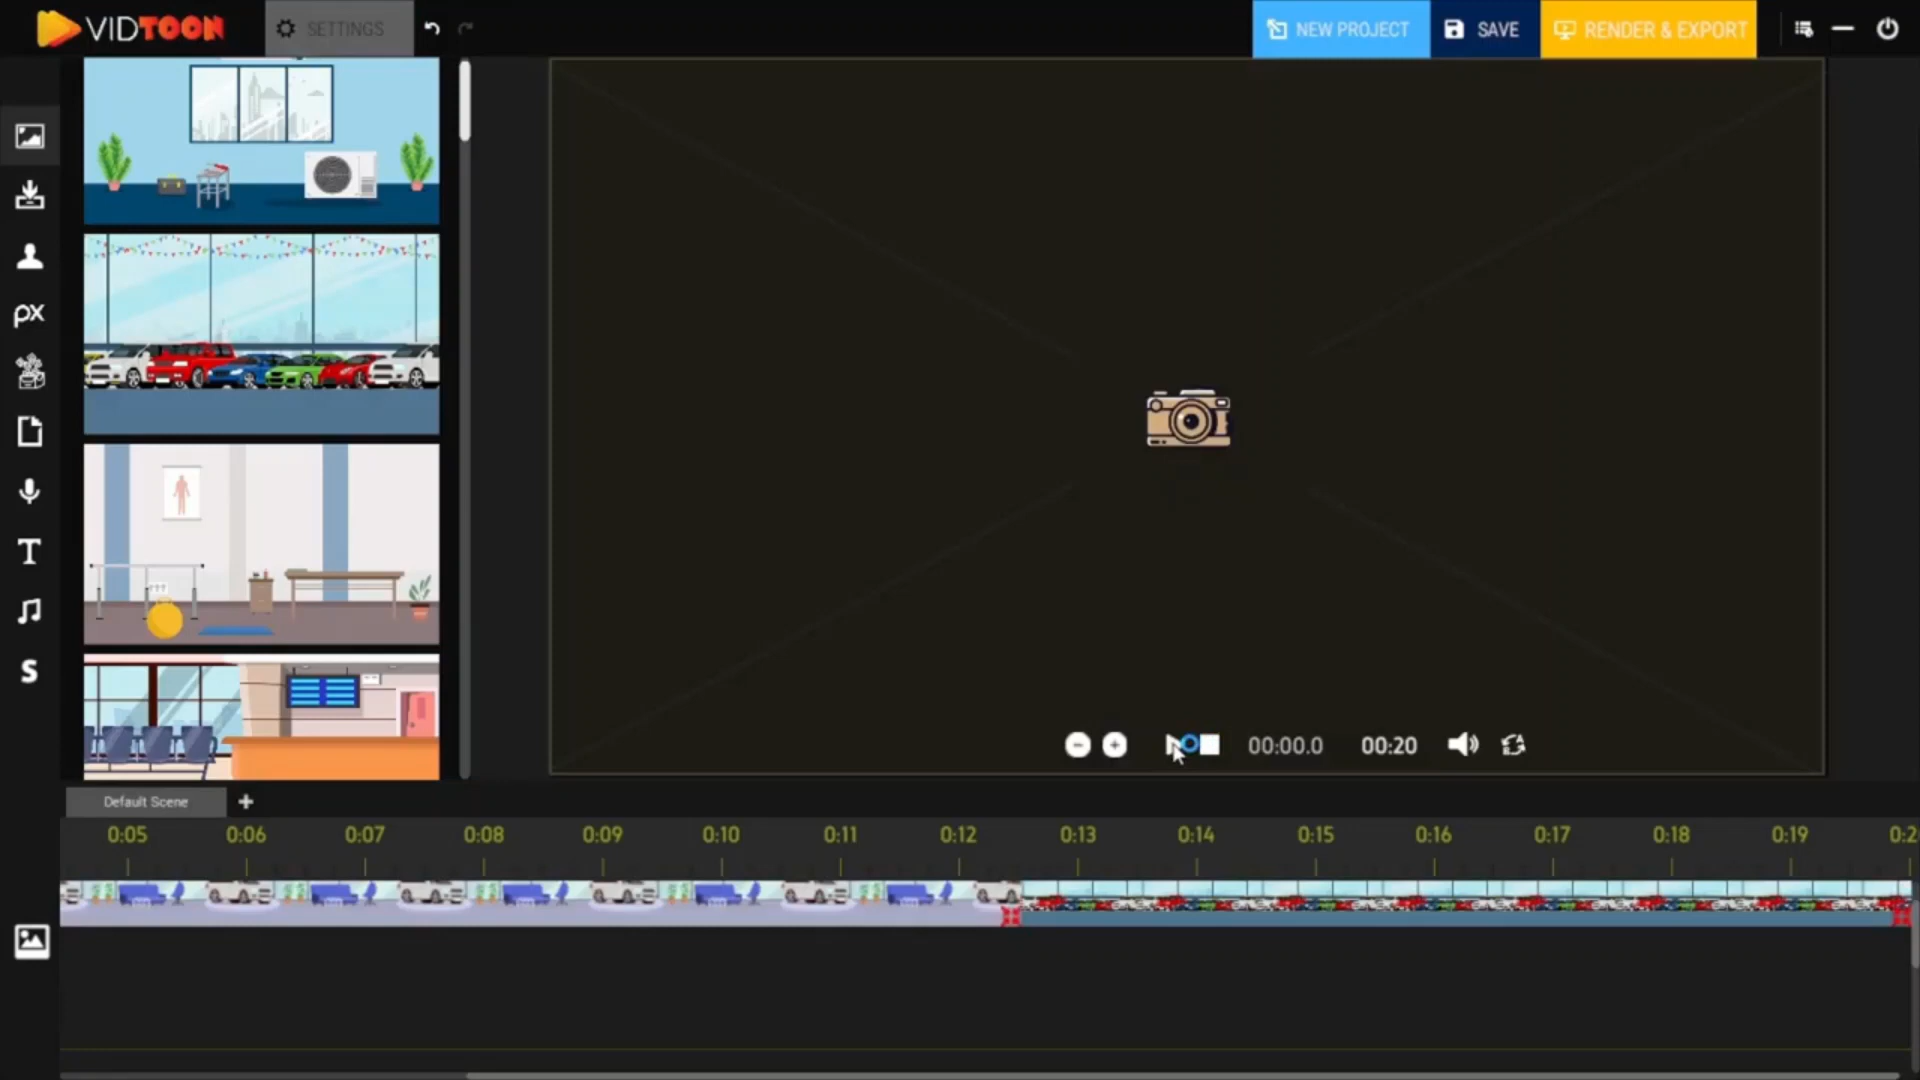 VIDTOON
SETTINGS
NEW PROJECT
SAVE
RENDER & EXPORT
px
T
S
00:00.0
00:20
Default Scene
+
0:05 0:06 0:07 0:08 0:09 0:10 0:11 0:12 0:13 0:14 0:15 0:16 0:17 0:18 0:19 0:2